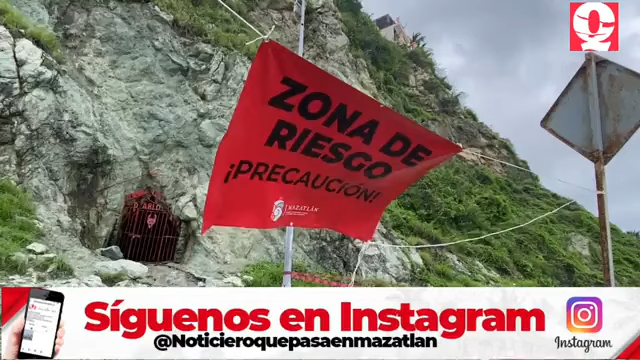 ZONA DE
RIESGO
¡PRECAUCIÓN!
MAZATLÁN
Síguenos en Instagram
@Noticieroquepasaenmazatlan
Instagram